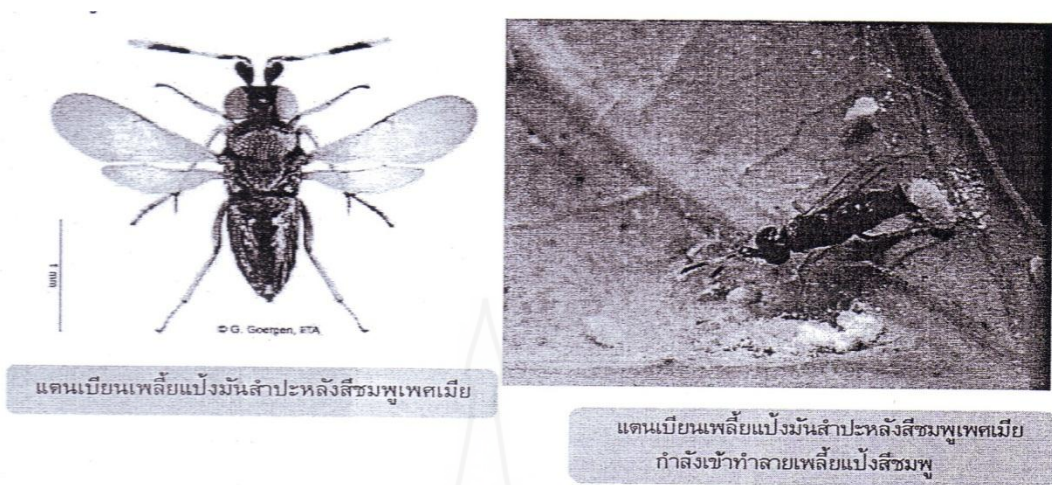 1 mm
© G. Goergen, IITA
แตนเบียนเพลี้ยแป้งมันสำปะหลังสีชมพูเพศเมีย
แตนเบียนเพลี้ยแป้งมันสำปะหลังสีชมพูเพศเมีย
กำลังเข้าทำลายเพลี้ยแป้งสีชมพู